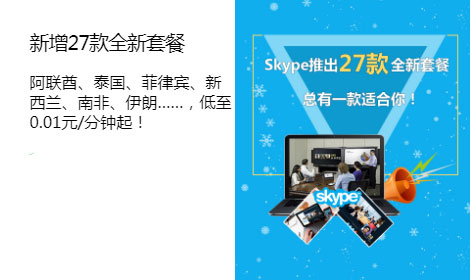 新增27款全新套餐
阿联酋、泰国、菲律宾、新
西兰、南非、伊朗......，低至
0.01元/分钟起！
Skype推出27款全新套餐
总有一款适合你！
skype